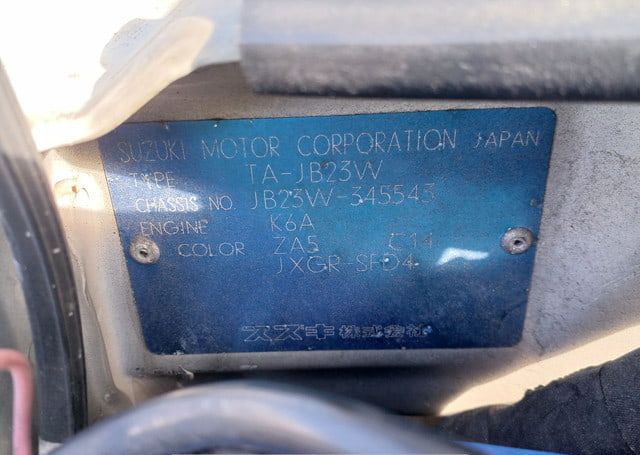 SUZUKI MOTOR CORPORATION JAPAN
TYPE TA-JB23W
CHASSIS NO. JB23W-345543
ENGINE K6A
COLOR ZA5 C14
JXGR-SFD4
スズキ株式会社